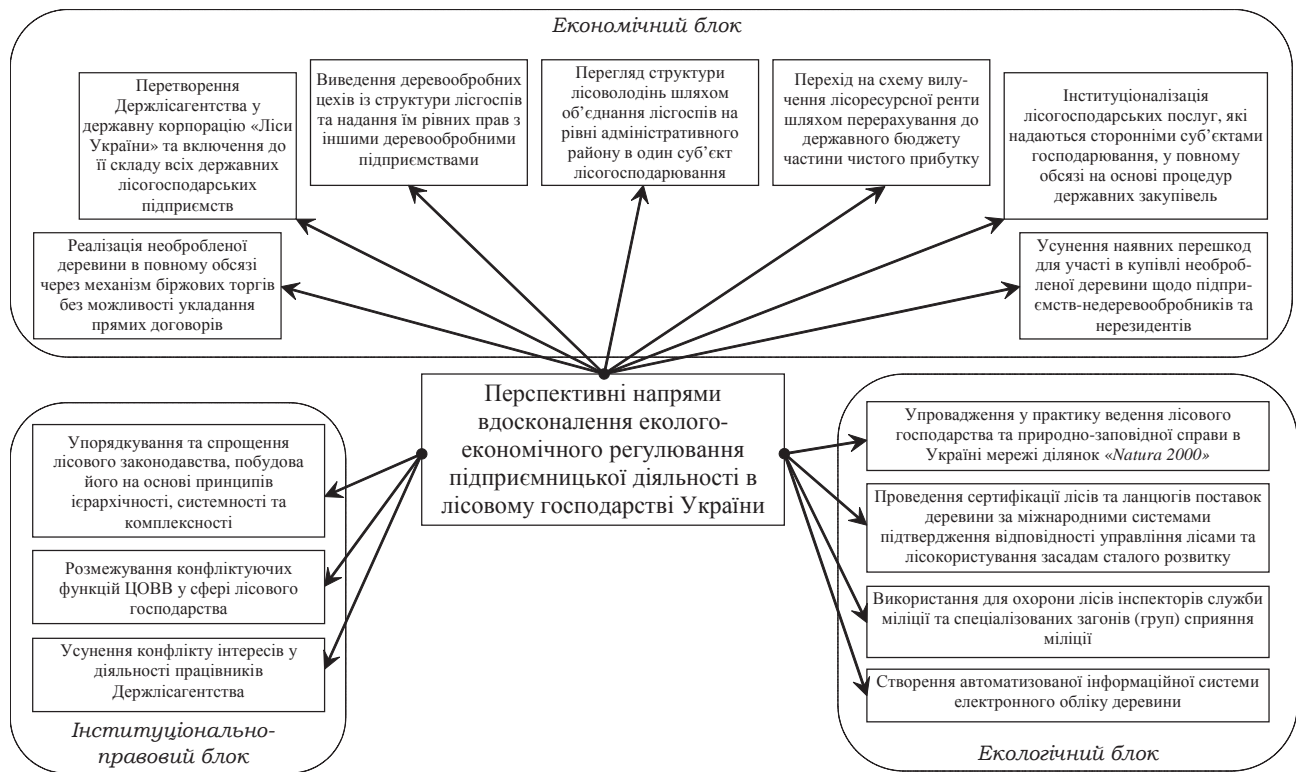 Економічний блок
Перетворення
Держлісагентства у
державну корпорацію «Ліси
України» та включення до
її складу всіх державних
лісогосподарських
підприємств
Виведення деревообробних
цехів із структури лісгоспів
та надання їм рівних прав з
іншими деревообробними
підприємствами
Перегляд структури
лісоволодінь шляхом
об’єднання лісгоспів на
рівні адміністративного
району в один суб’єкт
лісогосподарювання
Перехід на схему вилу-
чення лісоресурсної ренти
шляхом перерахування до
державного бюджету
частини чистого прибутку
Інституціоналізація
лісогосподарських послуг, які
надаються сторонніми суб’єктами
господарювання, у повному
обсязі на основі процедур
державних закупівель
Реалізація необробленої
деревини в повному обсязі
через механізм біржових торгів
без можливості укладання
прямих договорів
Усунення наявних перешкод
для участі в купівлі необроб-
леної деревини щодо підпри-
ємств-недеревообробників та
нерезидентів
Перспективні напрями
вдосконалення еколого-
економічного регулювання
підприємницької діяльності в
лісовому господарстві України
Упорядкування та спрощення
лісового законодавства, побудова
його на основі принципів
ієрархічності, системності та
комплексності
Розмежування конфліктуючих
функцій ЦОВВ у сфері лісового
господарства
Усунення конфлікту інтересів у
діяльності працівників
Держлісагентства
Інституціонально-
правовий блок
Упровадження у практику ведення лісового
господарства та природно-заповідної справи в
Україні мережі ділянок «Natura 2000»
Проведення сертифікації лісів та ланцюгів поставок
деревини за міжнародними системами
підтвердження відповідності управління лісами та
лісокористування засадам сталого розвитку
Використання для охорони лісів інспекторів служби
міліції та спеціалізованих загонів (груп) сприяння
міліції
Створення автоматизованої інформаційної системи
електронного обліку деревини
Екологічний блок